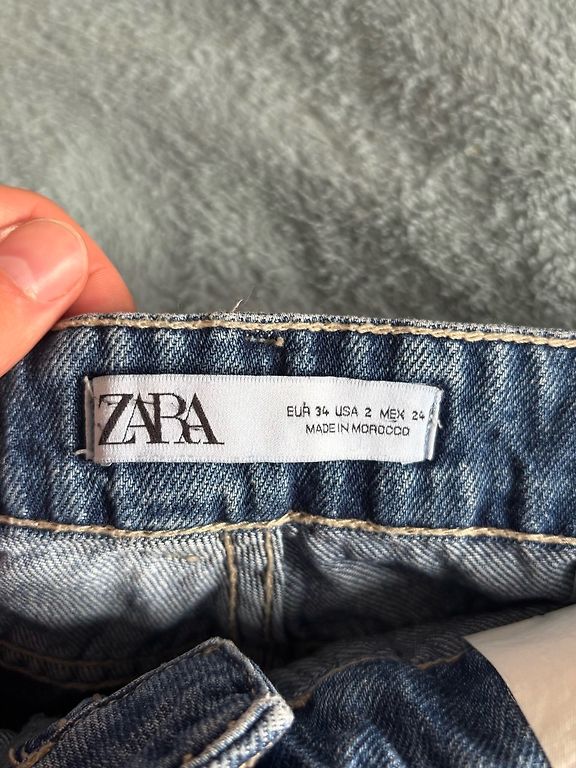 ZARA
EUR 34 USA 2 MEX 24
MADE IN MOROCCO